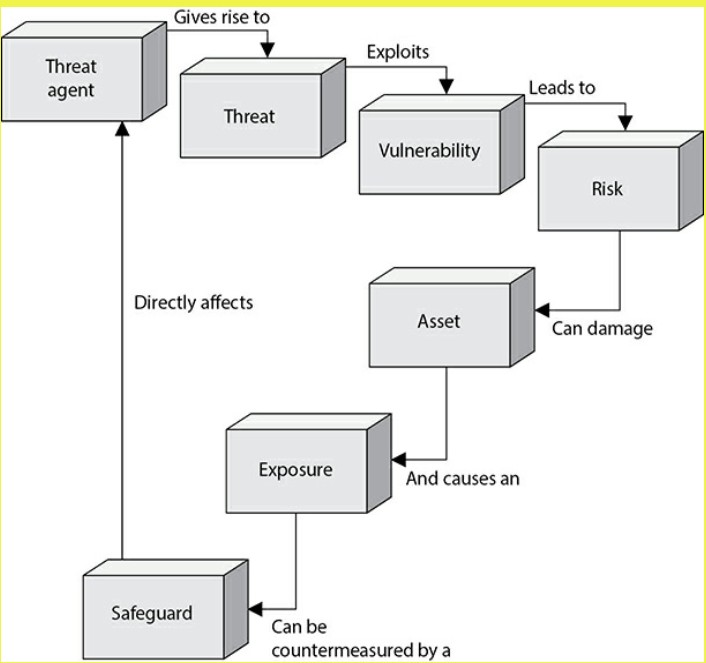 Gives rise to
Threat
agent
Exploits
Threat
Leads to
Vulnerability
Risk
Directly affects
Asset
Can damage
Exposure
And causes an
Safeguard
Can be
countermeasured by a